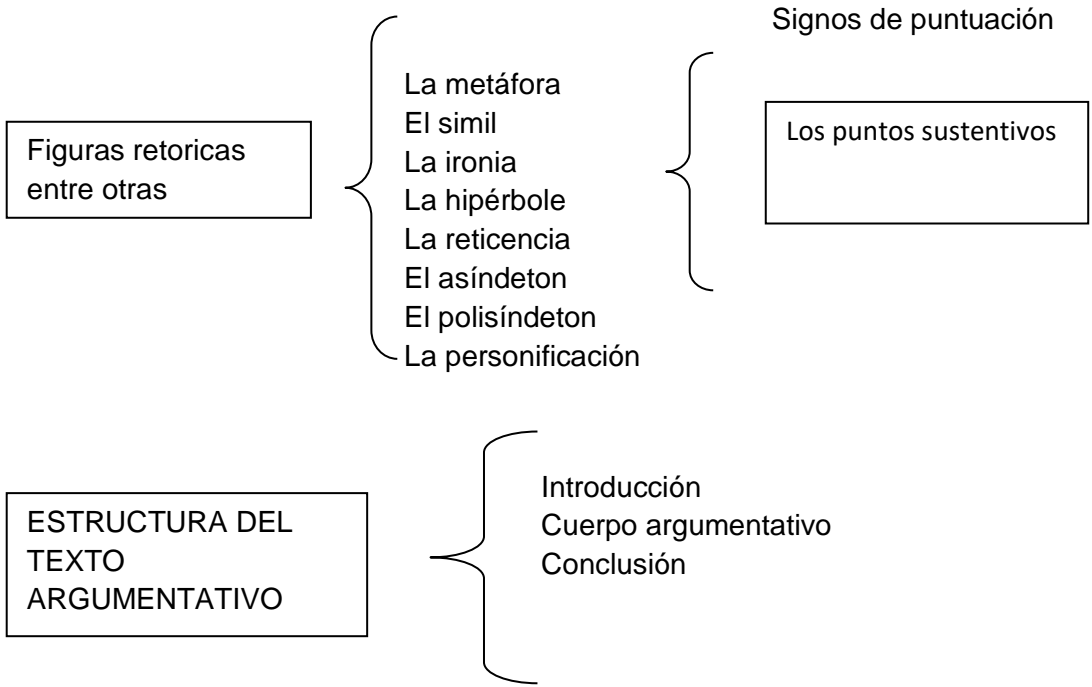 Figuras retoricas
entre otras
La metáfora
El simil
La ironia
La hipérbole
La reticencia
El asíndeton
El polisíndeton
La personificación
Signos de puntuación
Los puntos sustentivos
ESTRUCTURA DEL
TEXTO
ARGUMENTATIVO
Introducción
Cuerpo argumentativo
Conclusión